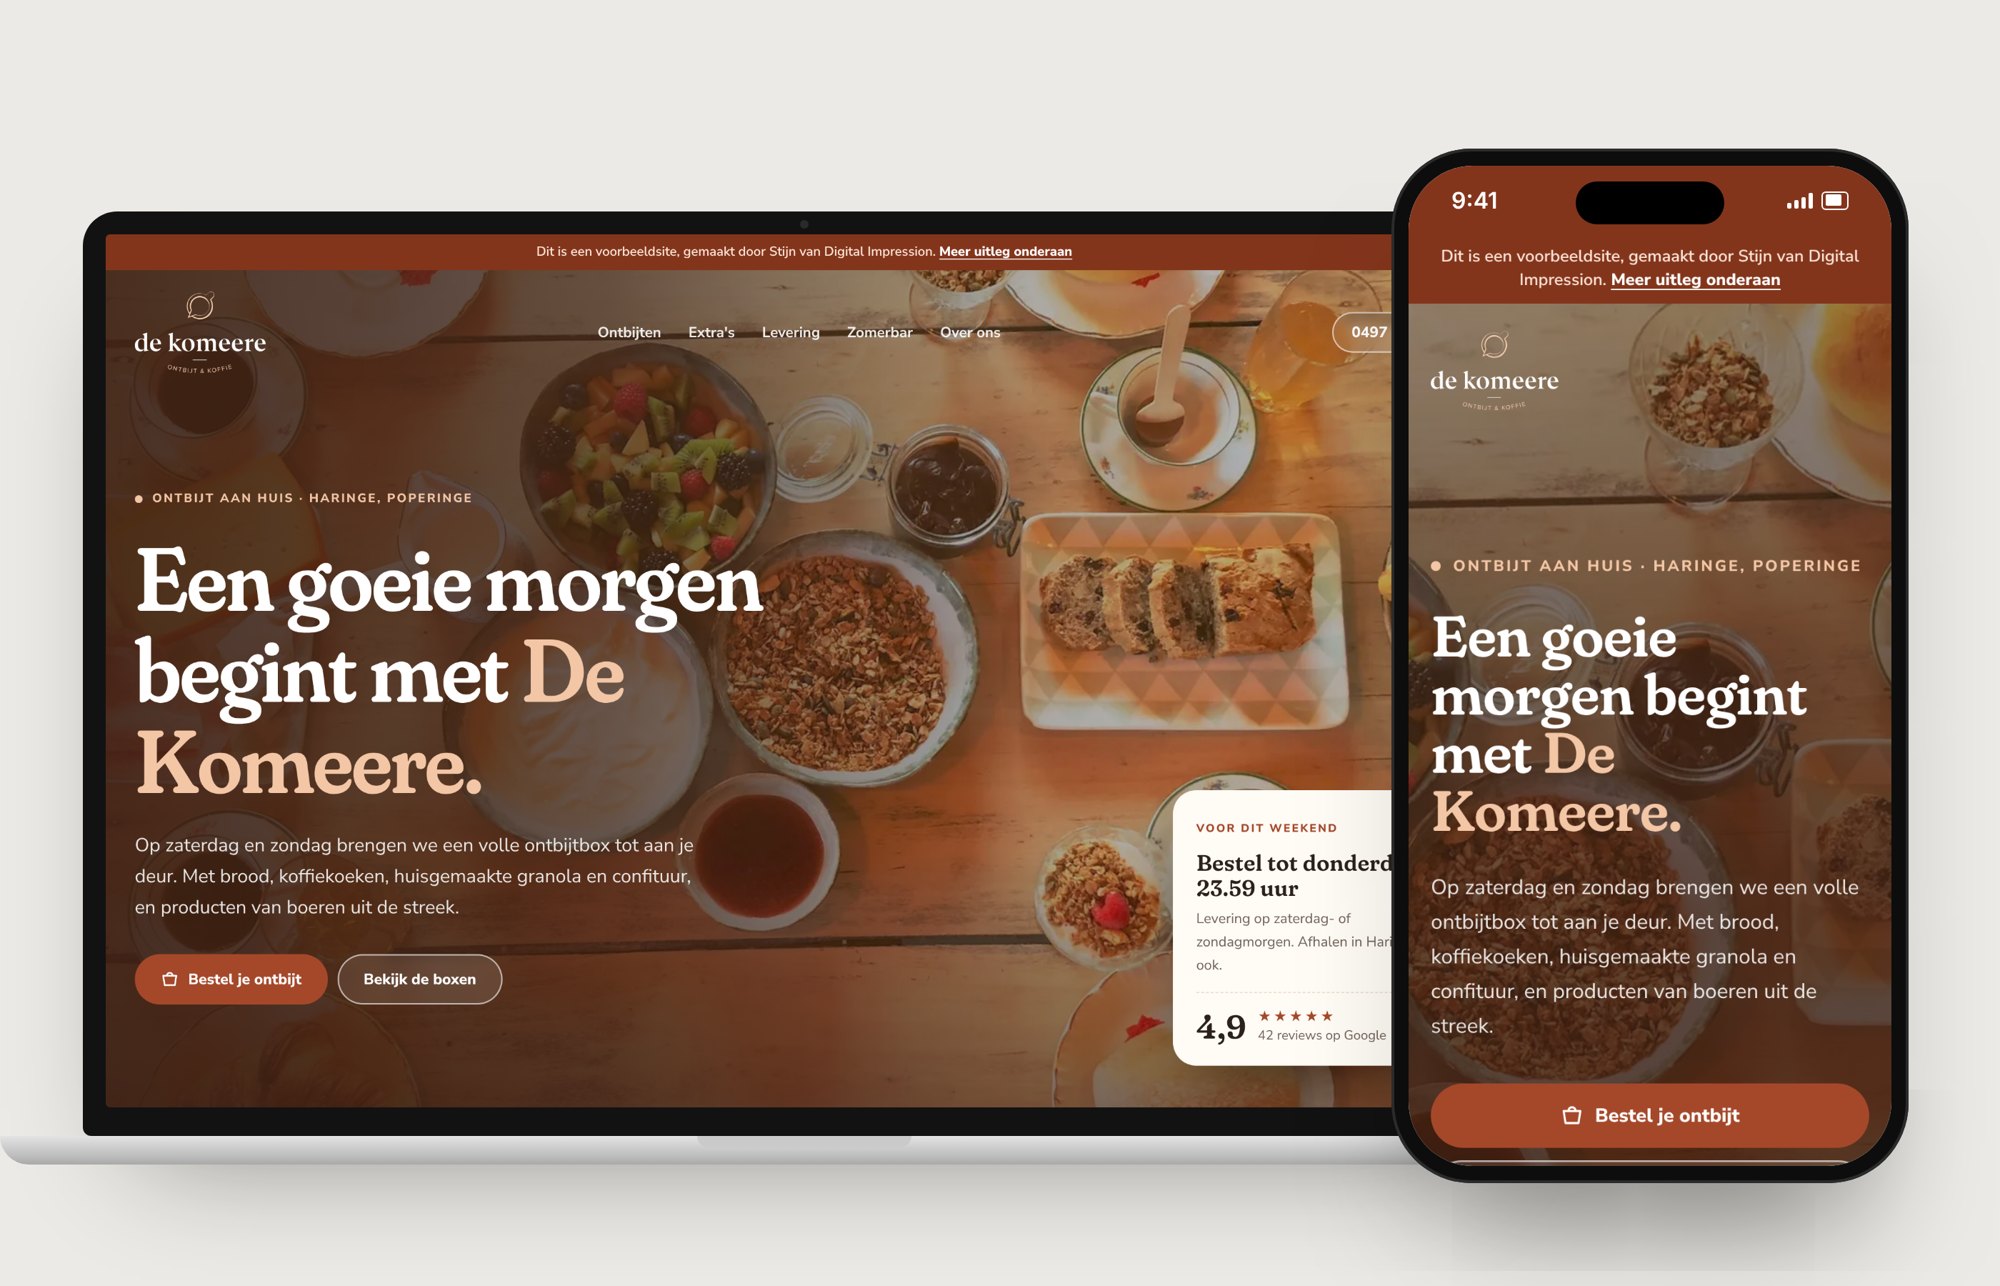 Dit is een voorbeeldsite, gemaakt door Stijn van Digital Impression. Meer uitleg onderaan
de komeere
ONTBIJT & KOFFIE
Ontbijten Extra's Levering Zomerbar Over ons
0497
ONTBIJT AAN HUIS · HARINGE, POPERINGE
Een goeie morgen
begint met De
Komeere.
Op zaterdag en zondag brengen we een volle ontbijtbox tot aan je
deur. Met brood, koffiekoeken, huisgemaakte granola en confituur,
en producten van boeren uit de streek.
Bestel je ontbijt
Bekijk de boxen
VOOR DIT WEEKEND
Bestel tot donderd
23.59 uur
Levering op zaterdag- of
zondagmorgen. Afhalen in Hari
ook.
4,9
★★★★★
42 reviews op Google
9:41
Dit is een voorbeeldsite, gemaakt door Stijn van Digital
Impression. Meer uitleg onderaan
de komeere
ONTBIJT & KOFFIE
ONTBIJT AAN HUIS · HARINGE, POPERINGE
Een goeie
morgen begint
met De
Komeere.
Op zaterdag en zondag brengen we een volle
ontbijtbox tot aan je deur. Met brood,
koffiekoeken, huisgemaakte granola en
confituur, en producten van boeren uit de
streek.
Bestel je ontbijt